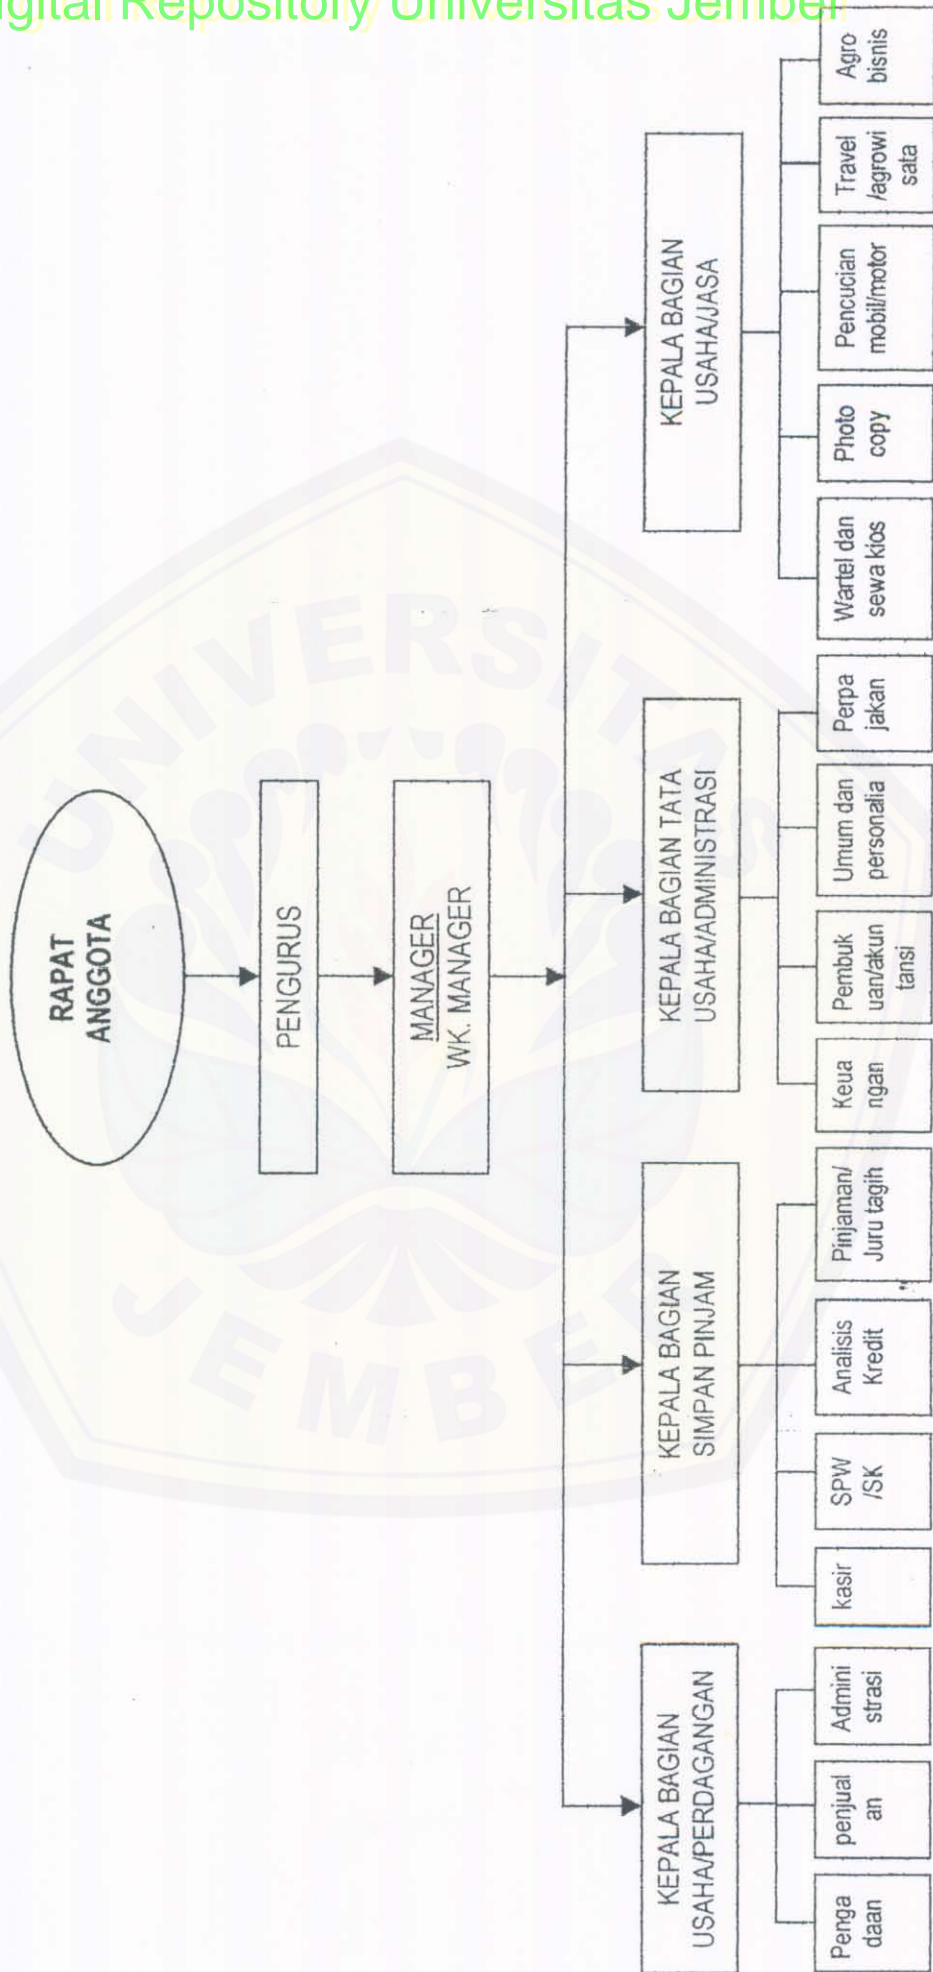 Digital Repository Universitas Jember
RAPAT
ANGGOTA
PENGURUS
MANAGER
WK. MANAGER
KEPALA BAGIAN
USAHA/PERDAGANGAN
KEPALA BAGIAN
SIMPAN PINJAM
KEPALA BAGIAN TATA
USAHA/ADMINISTRASI
KEPALA BAGIAN
USAHA/JASA
Penga
daan
penjual
an
Admini
strasi
kasir
SPW
/SK
Analisis
Kredit
Pinjaman/
Juru tagih
Keua
ngan
Pembuk
uan/akun
tansi
Umum dan
personalia
Perpa
jakan
Wartel dan
sewa kios
Photo
copy
Pencucian
mobil/motor
Travel
/agrowi
sata
Agro
bisnis
UNIVERSITAS
JEMBER